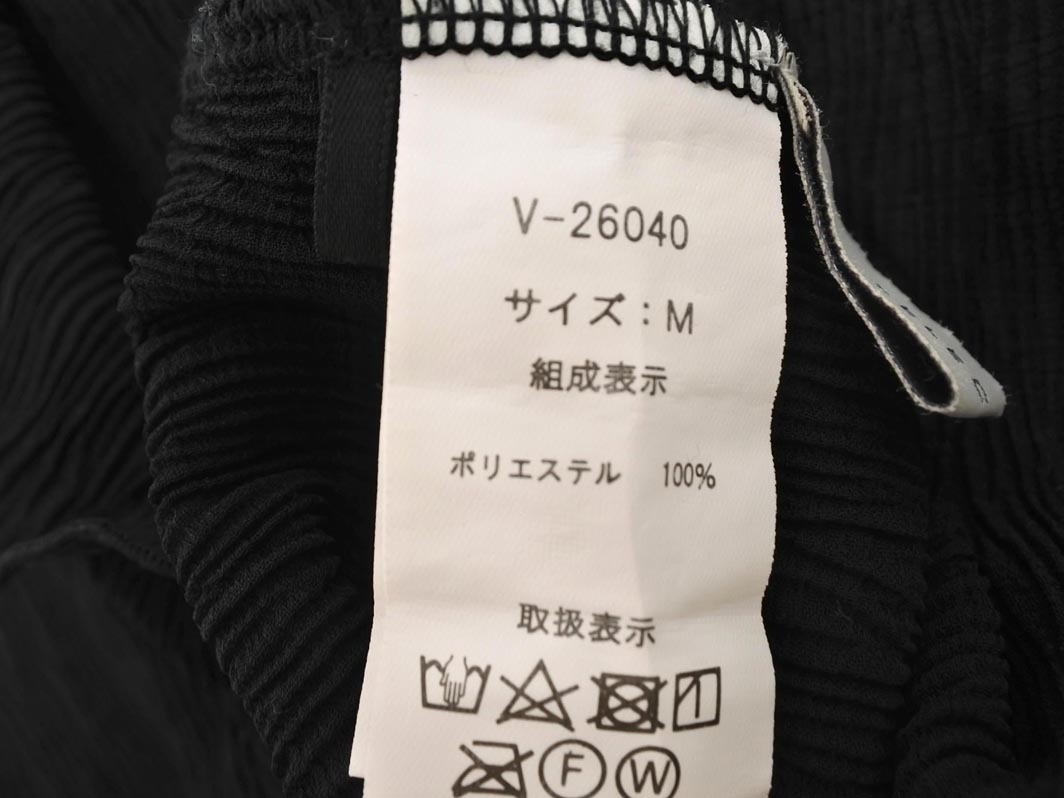 V-26040
サイズ：M
組成表示
ポリエステル 100%
取扱表示
F W